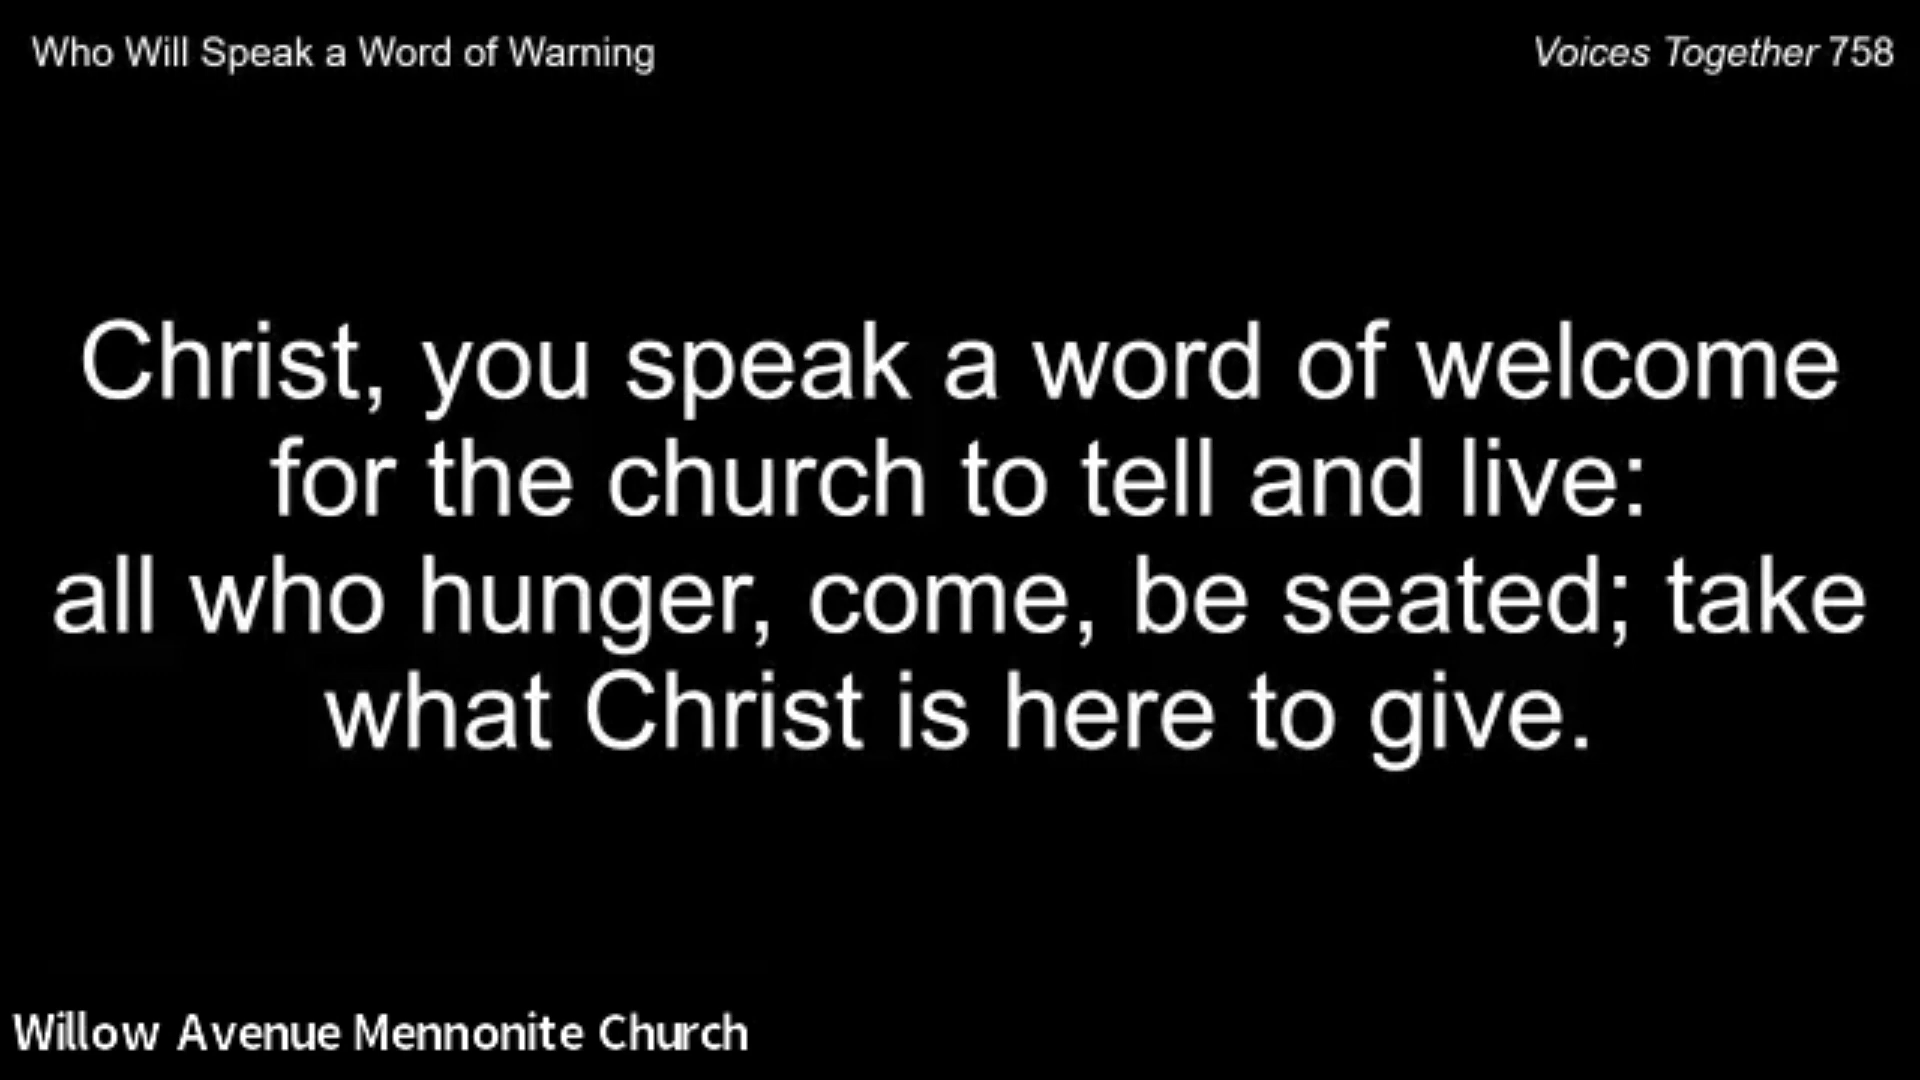 Who Will Speak a Word of Warning
Voices Together 758
Christ, you speak a word of welcome
for the church to tell and live:
all who hunger, come, be seated; take
what Christ is here to give.
Willow Avenue Mennonite Church